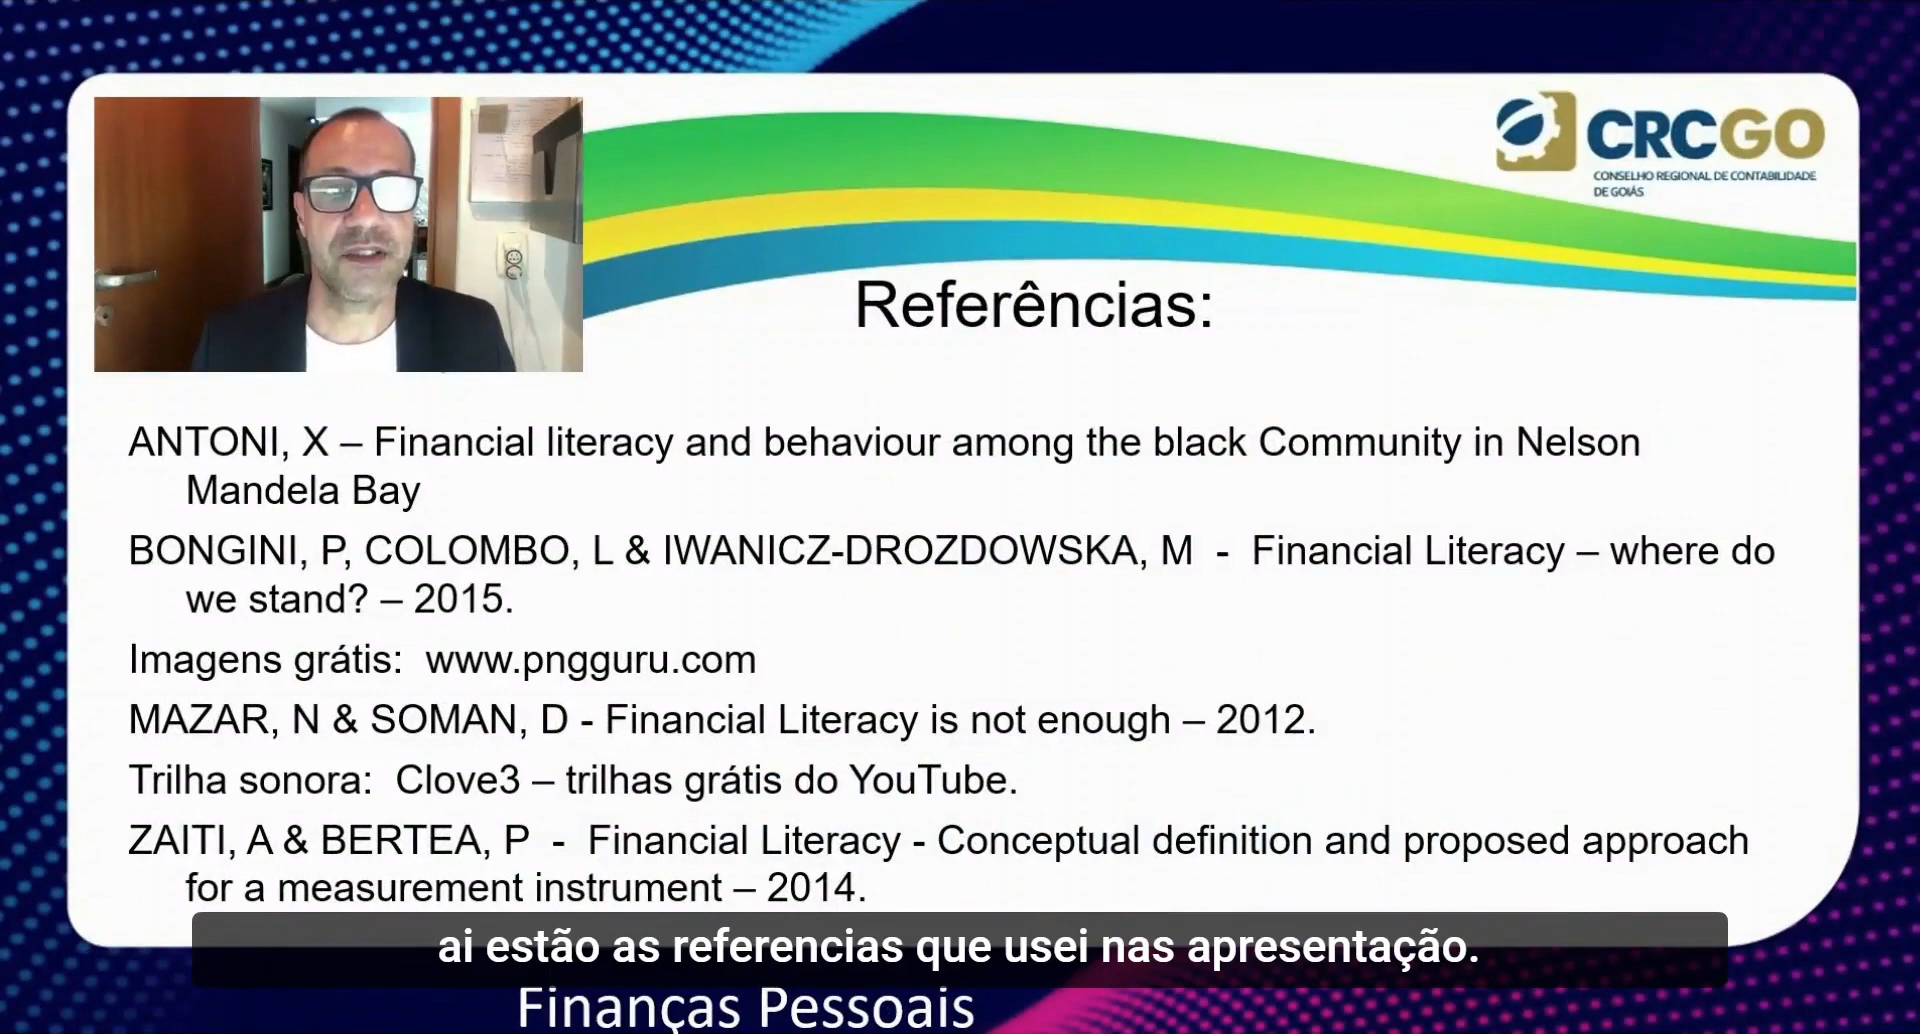 CRCGO
CONSELHO REGIONAL DE CONTABILIDADE
DE GOIÁS
Referências:
ANTONI, X – Financial literacy and behaviour among the black Community in Nelson
Mandela Bay
BONGINI, P, COLOMBO, L & IWANICZ-DROZDOWSKA, M - Financial Literacy – where do
we stand? – 2015.
Imagens grátis: www.pngguru.com
MAZAR, N & SOMAN, D - Financial Literacy is not enough – 2012.
Trilha sonora: Clove3 – trilhas grátis do YouTube.
ZAITI, A & BERTEA, P - Financial Literacy - Conceptual definition and proposed approach
for a measurement instrument – 2014.
ai estão as referencias que usei nas apresentação.
Finanças Pessoais